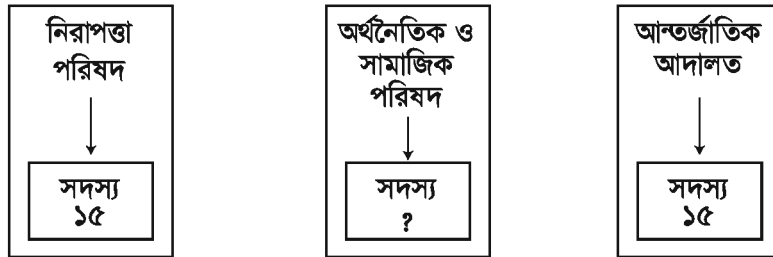 নিরাপত্তা
পরিষদ
সদস্য
১৫
অর্থনৈতিক ও
সামাজিক
পরিষদ
সদস্য
?
আন্তর্জাতিক
আদালত
সদস্য
১৫